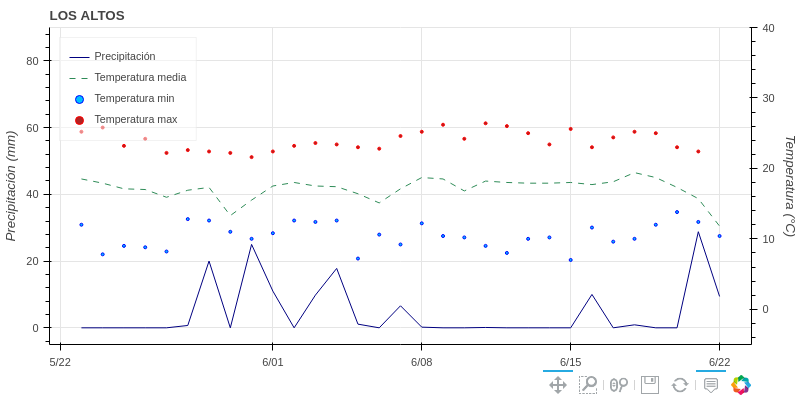 LOS ALTOS
Precipitación
Temperatura media
Temperatura min
Temperatura max
Precipitación (mm)
80
60
40
20
0
Temperatura (°C)
40
30
20
10
0
5/22
6/01
6/08
6/15
6/22